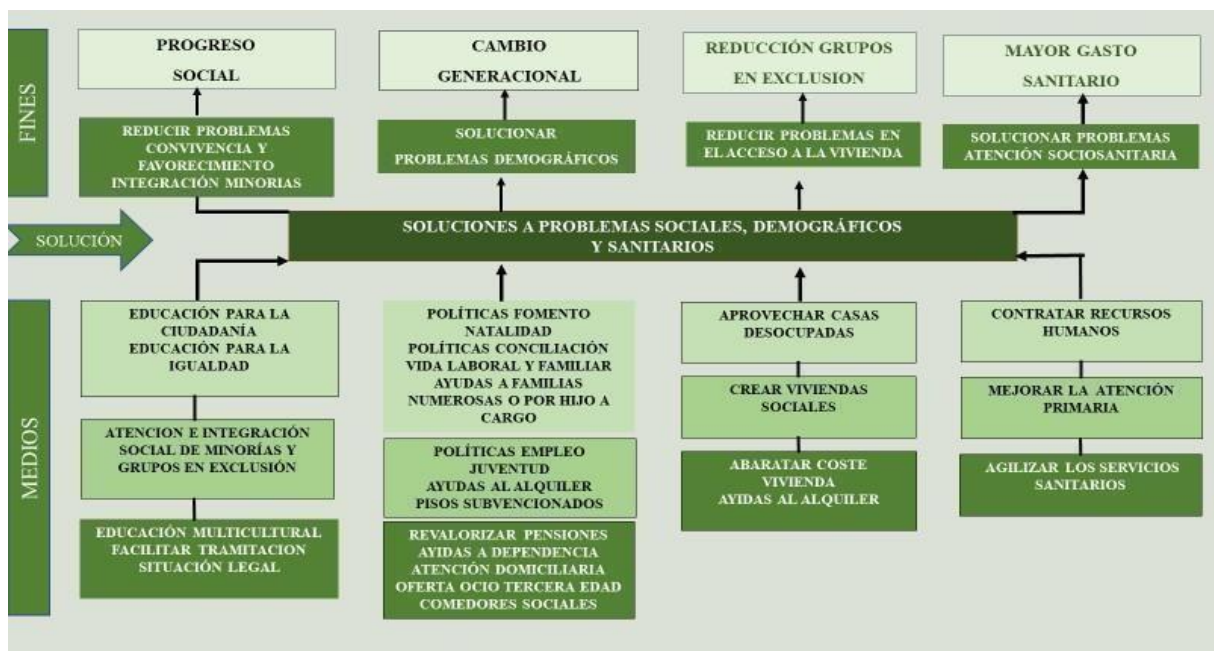 FINES
PROGRESO
SOCIAL
CAMBIO
GENERACIONAL
REDUCCIÓN GRUPOS
EN EXCLUSION
MAYOR GASTO
SANITARIO
REDUCIR PROBLEMAS
CONVIVENCIA Y
FAVORECIMIENTO
INTEGRACIÓN MINORIAS
SOLUCIONAR
PROBLEMAS DEMOGRÁFICOS
REDUCIR PROBLEMAS EN
EL ACCESO A LA VIVIENDA
SOLUCIONAR PROBLEMAS
ATENCIÓN SOCIOSANITARIA
SOLUCIÓN
SOLUCIONES A PROBLEMAS SOCIALES, DEMOGRÁFICOS
Y SANITARIOS
MEDIOS
EDUCACIÓN PARA LA
CIUDADANÍA
EDUCACIÓN PARA LA
IGUALDAD
ATENCION E INTEGRACIÓN
SOCIAL DE MINORÍAS Y
GRUPOS EN EXCLUSIÓN
EDUCACIÓN MULTICULTURAL
FACILITAR TRAMITACION
SITUACIÓN LEGAL
POLÍTICAS FOMENTO
NATALIDAD
POLÍTICAS CONCILIACIÓN
VIDA LABORAL Y FAMILIAR
AYUDAS A FAMILIAS
NUMEROSAS O POR HIJO A
CARGO
POLÍTICAS EMPLEO
JUVENTUD
AYUDAS AL ALQUILER
PISOS SUBVENCIONADOS
REVALORIZAR PENSIONES
AYIDAS A DEPENDENCIA
ATENCIÓN DOMICILIARIA
OFERTA OCIO TERCERA EDAD
COMEDORES SOCIALES
APROVECHAR CASAS
DESOCUPADAS
CREAR VIVIENDAS
SOCIALES
ABARATAR COSTE
VIVIENDA
AYIDAS AL ALQUILER
CONTRATAR RECURSOS
HUMANOS
MEJORAR LA ATENCIÓN
PRIMARIA
AGILIZAR LOS SERVICIOS
SANITARIOS